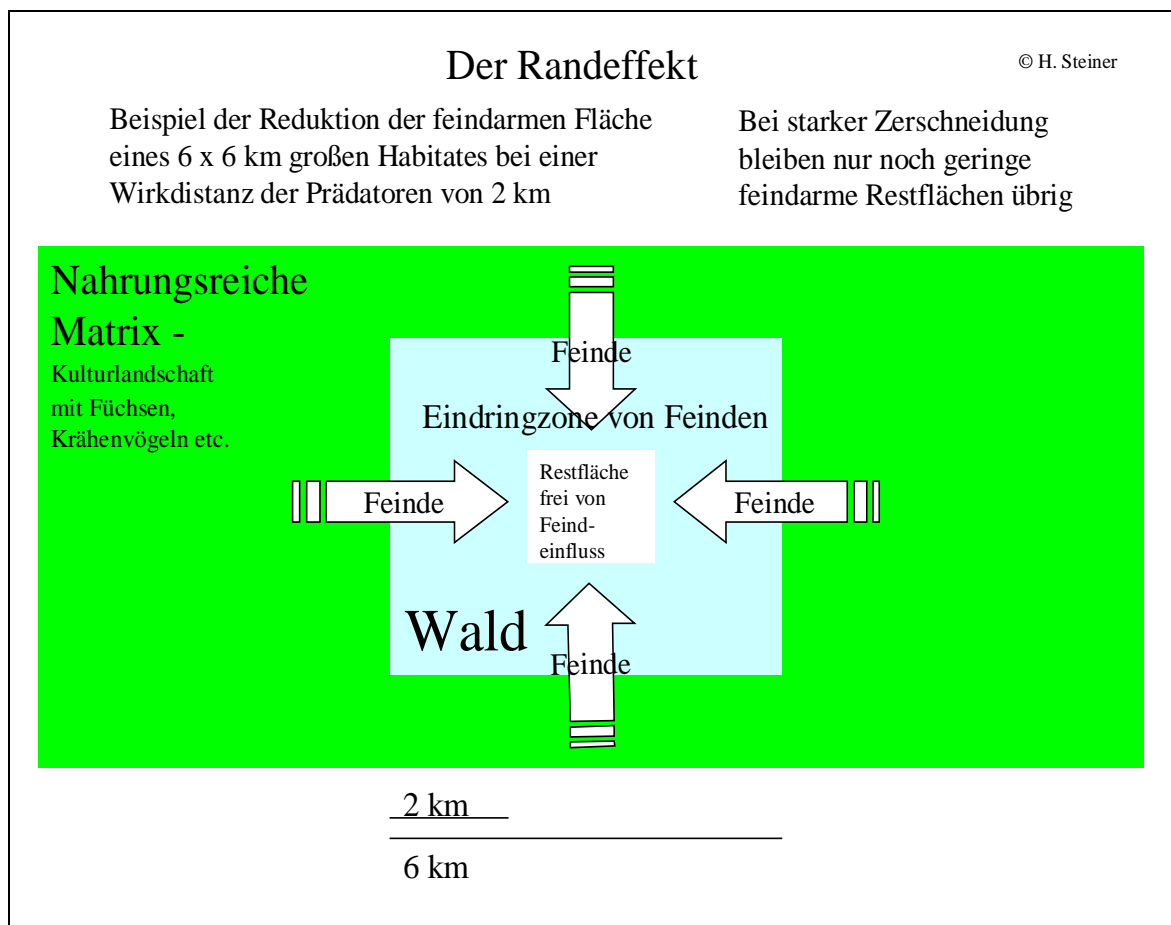 Der Randeffekt
© H. Steiner
Beispiel der Reduktion der feindarmen Fläche
eines 6 x 6 km großen Habitates bei einer
Wirkdistanz der Prädatoren von 2 km
Bei starker Zerschneidung
bleiben nur noch geringe
feindarme Restflächen übrig
Nahrungsreiche
Matrix -
Kulturlandschaft
mit Füchsen,
Krähenvögeln etc.
Feinde
Eindringzone von Feinden
Feinde
Restfläche
frei von
Feind-
einfluss
Feinde
Wald
Feinde
2 km
6 km